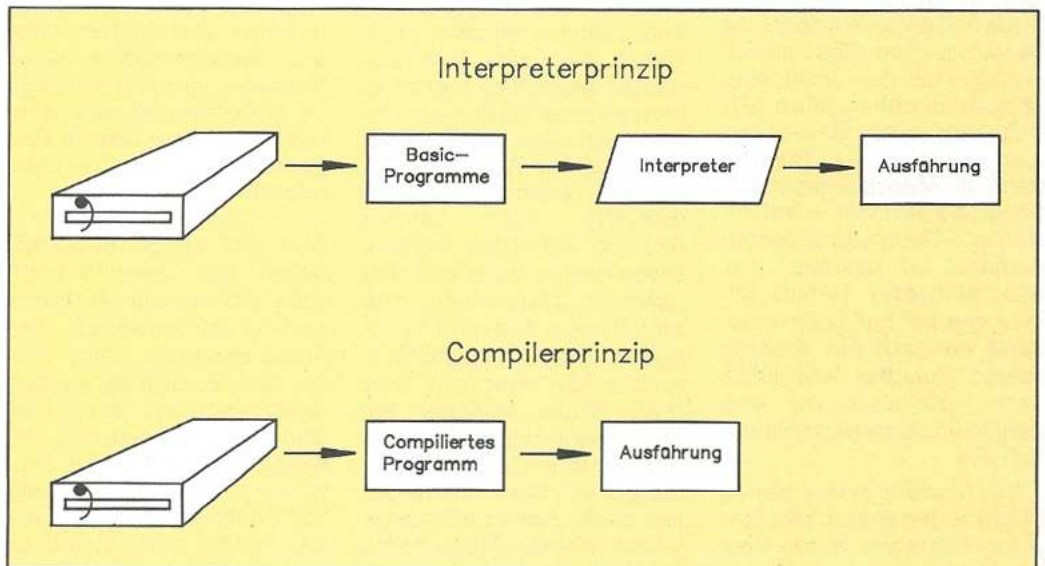 Interpreterprinzip
Basic-
Programme
Interpreter
Ausführung
Compilerprinzip
Compiliertes
Programm
Ausführung